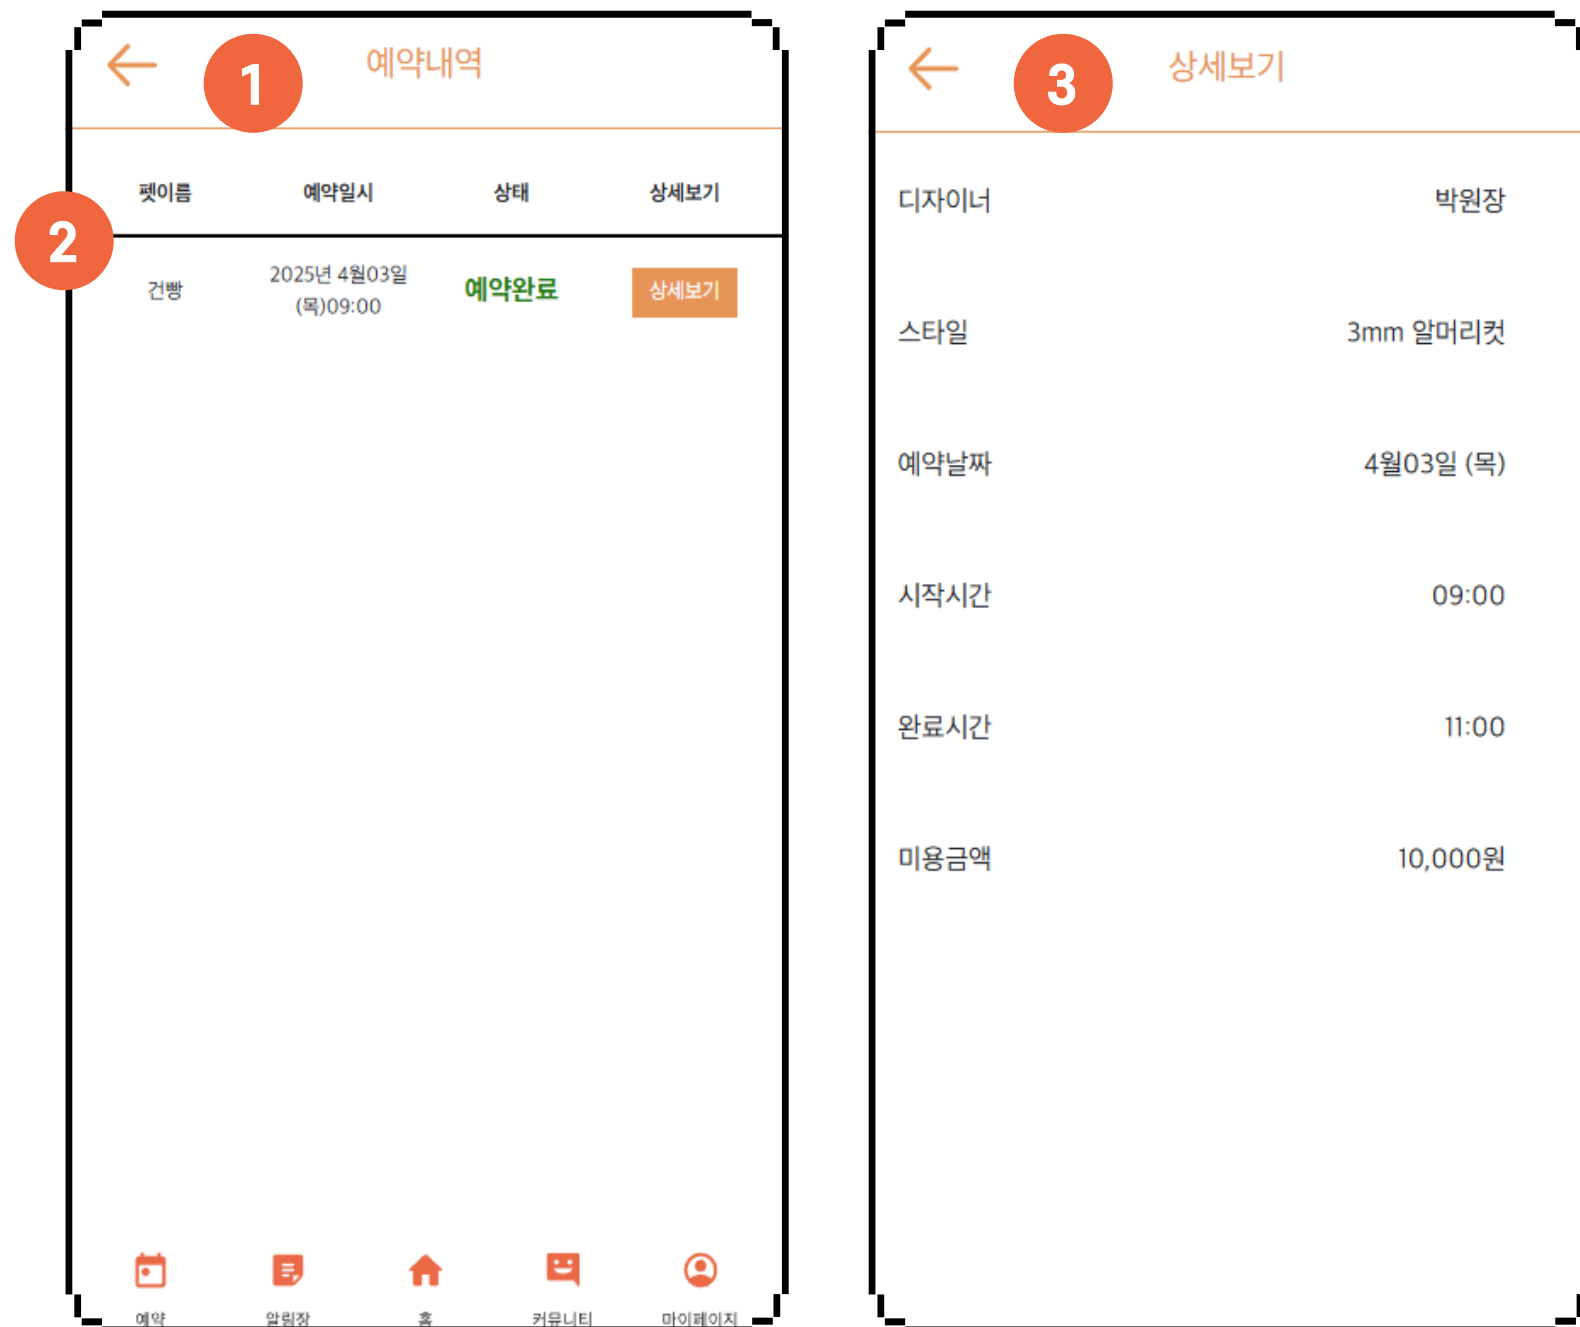 1
예약내역
펫이름 예약일시 상태 상세보기
2
건빵
2025년 4월03일
(목)09:00
예약완료
상세보기
예약 알림장 홈 커뮤니티 마이페이지
3
상세보기
디자이너 박원장
스타일 3mm 알머리컷
예약날짜 4월03일 (목)
시작시간 09:00
완료시간 11:00
미용금액 10,000원